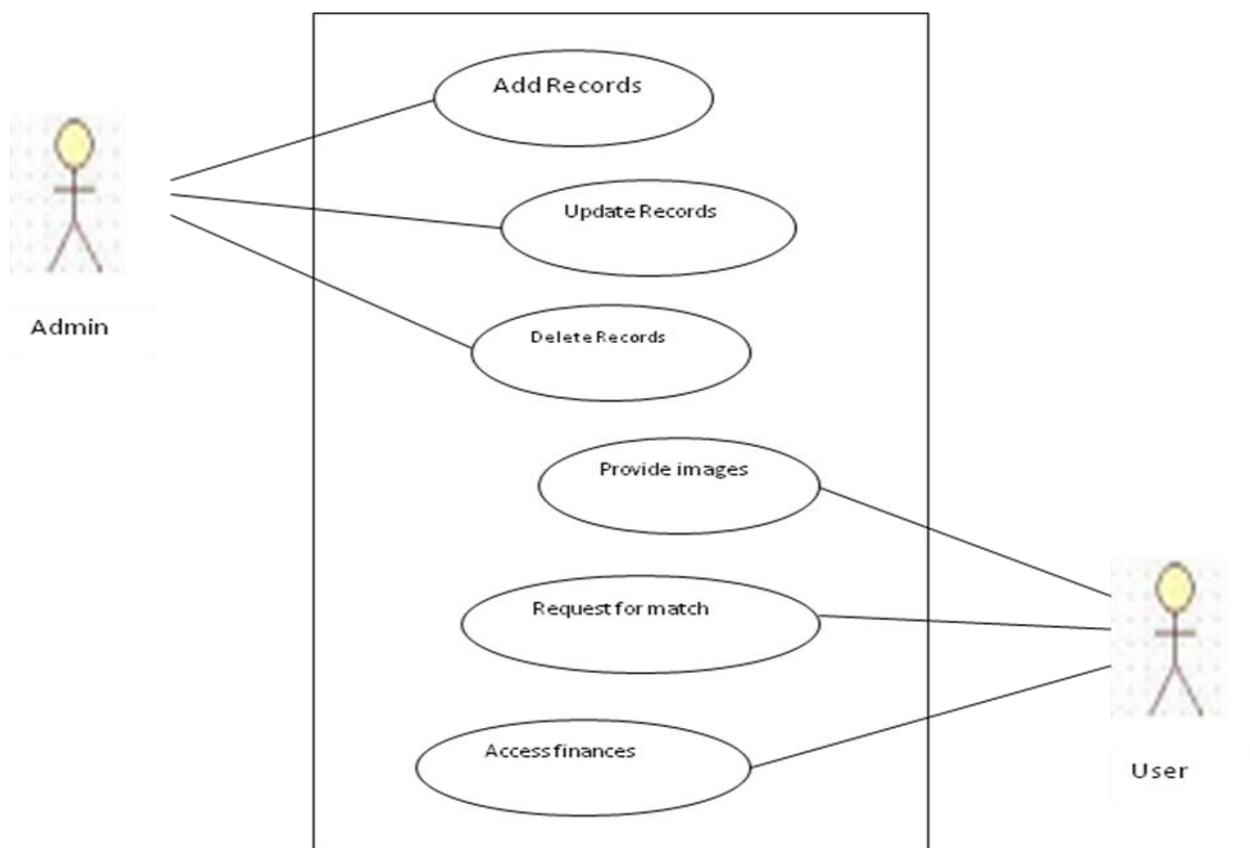 Add Records
Update Records
Admin
Delete Records
Provide images
Request for match
Access finances
User